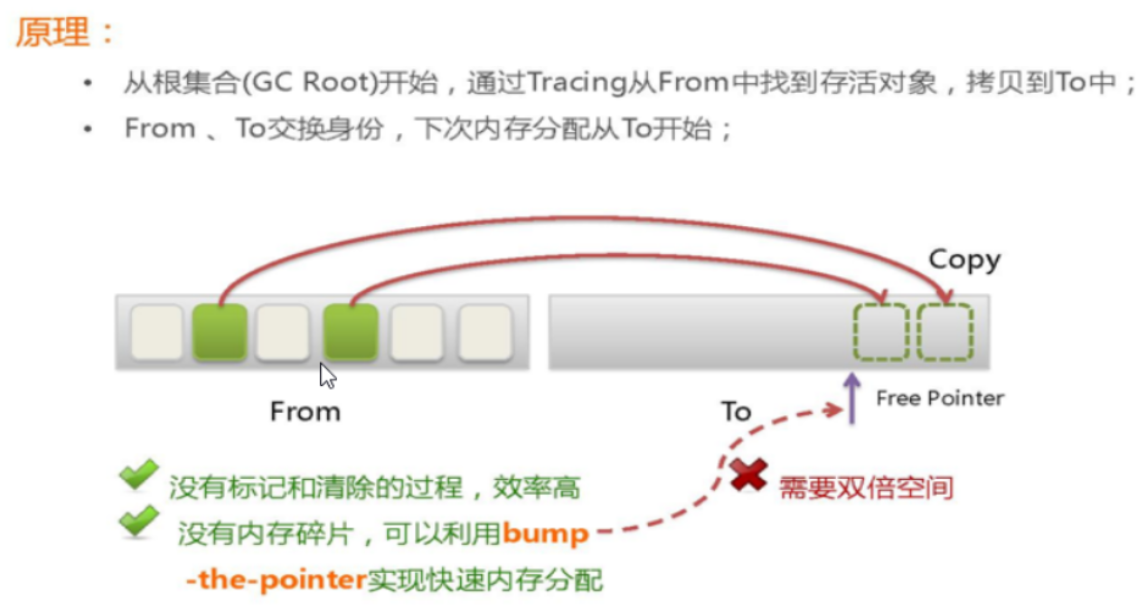 原理：
• 从根集合(GC Root)开始，通过Tracing从From中找到存活对象，拷贝到To中；
• From 、To交换身份，下次内存分配从To开始；
Copy
From
To
Free Pointer
没有标记和清除的过程，效率高
没有内存碎片，可以利用bump
-the-pointer实现快速内存分配
需要双倍空间